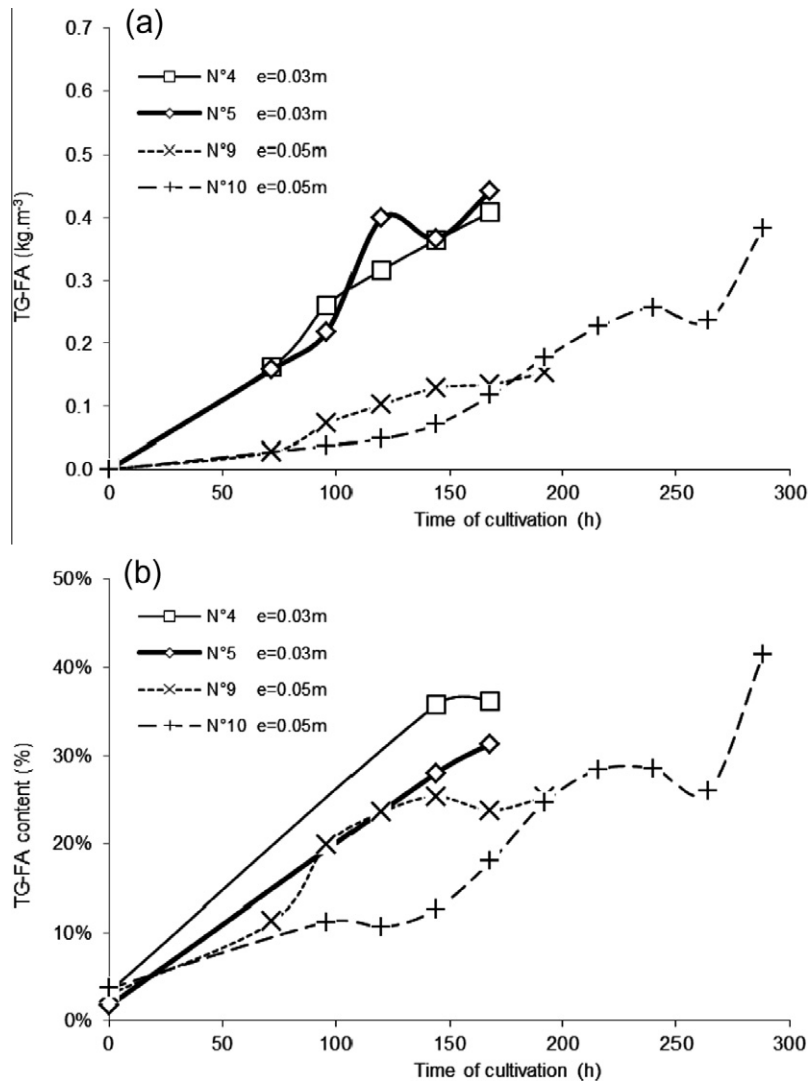 (a)
0.7
0.6
0.5
0.4
0.3
0.2
0.1
0.0
TG-FA (kg.m⁻³)
N°4 e=0.03m
N°5 e=0.03m
N°9 e=0.05m
N°10 e=0.05m
0 50 100 150 200 250 300
Time of cultivation (h)
(b)
50%
40%
30%
20%
10%
0%
TG-FA content (%)
N°4 e=0.03m
N°5 e=0.03m
N°9 e=0.05m
N°10 e=0.05m
0 50 100 150 200 250 300
Time of cultivation (h)